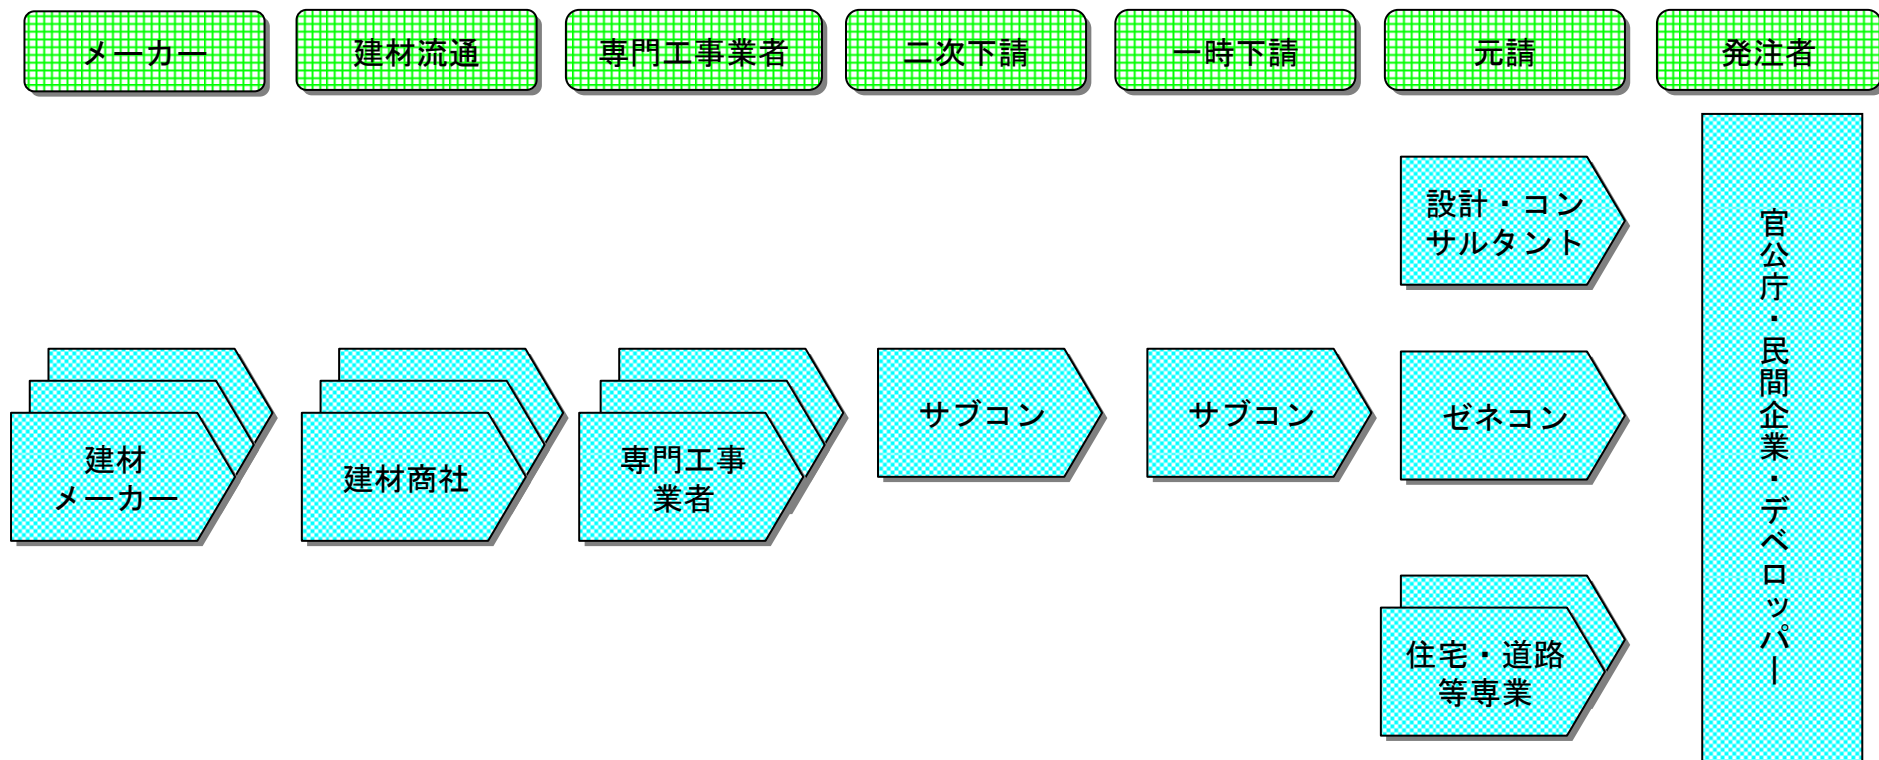 メーカー
建材流通
専門工事業者
二次下請
一時下請
元請
発注者
設計・コン
サルタント
官公庁・民間企業・デベロッパー
建材
メーカー
建材商社
専門工事
業者
サブコン
サブコン
ゼネコン
住宅・道路
等専業